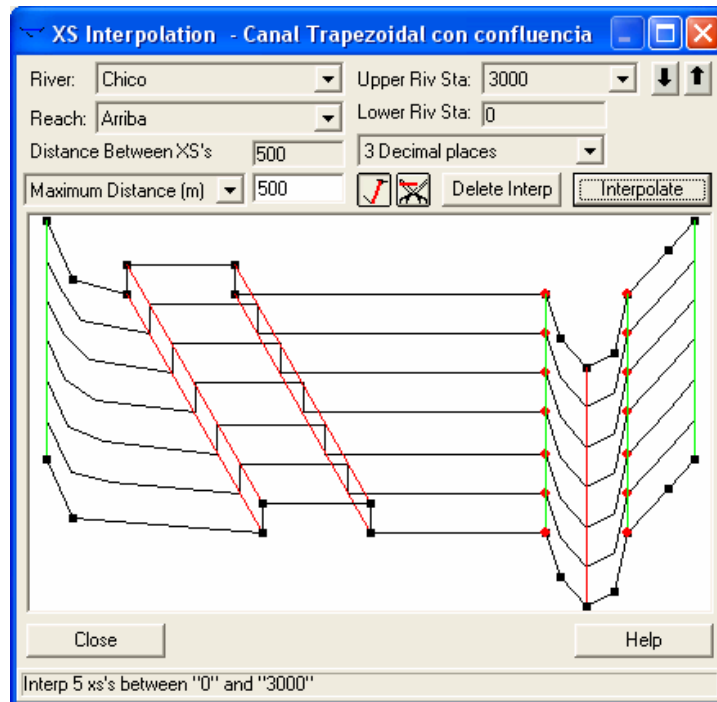 XS Interpolation - Canal Trapezoidal con confluencia
River: Chico Upper Riv Sta: 3000
Reach: Arriba Lower Riv Sta: 0
Distance Between XS's 500 3 Decimal places
Maximum Distance (m) 500 Delete Interp Interpolate
Close Help
Interp 5 xs's between "0" and "3000"